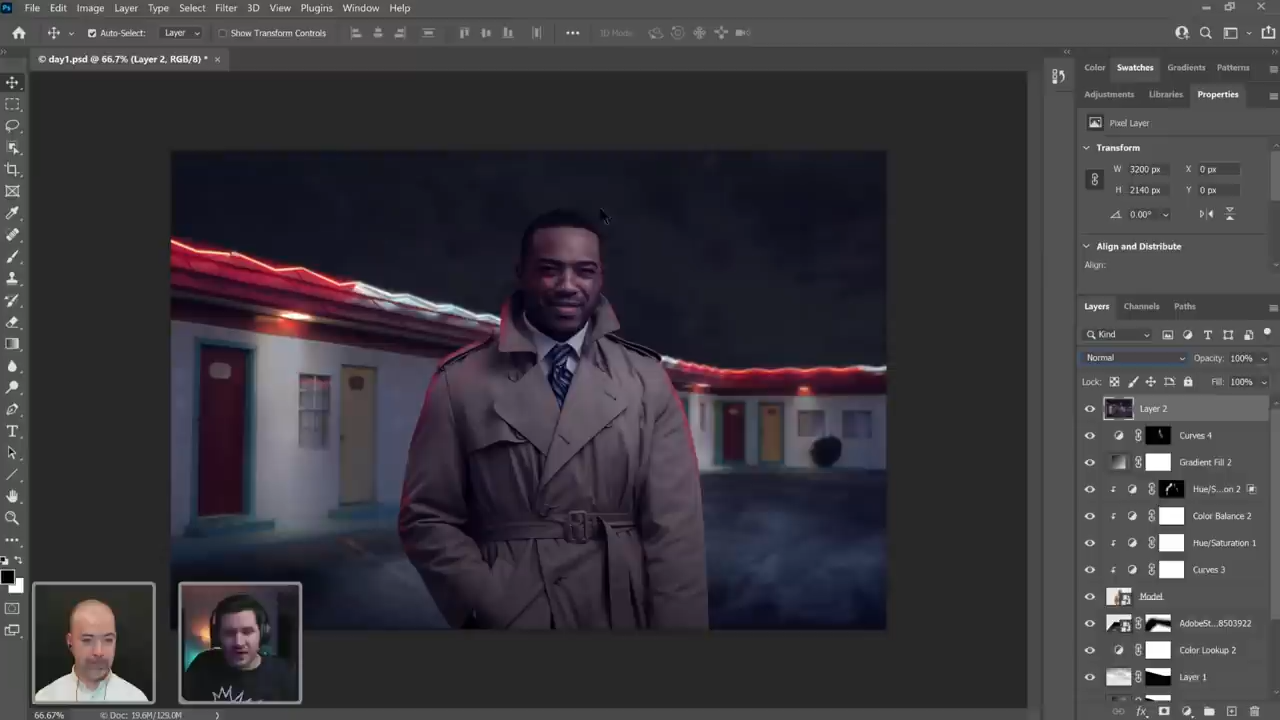 Ps File Edit Image Layer Type Select Filter 3D View Plugins Window Help
Auto-Select: Layer Show Transform Controls 3D Mode:
© day1.psd @ 66.7% (Layer 2, RGB/8) * ×
Color Swatches Gradients Patterns
Adjustments Libraries Properties
Pixel Layer
Transform
W 3200 px X 0 px
H 2140 px Y 0 px
0.00°
Align and Distribute
Align:
Layers Channels Paths
Kind
Normal Opacity: 100%
Lock: Fill: 100%
Layer 2
Curves 4
Gradient Fill 2
Hue/S...on 2
Color Balance 2
Hue/Saturation 1
Curves 3
Model
AdobeSt...8503922
Color Lookup 2
Layer 1
66.67% © Doc: 19.6M/129.0M